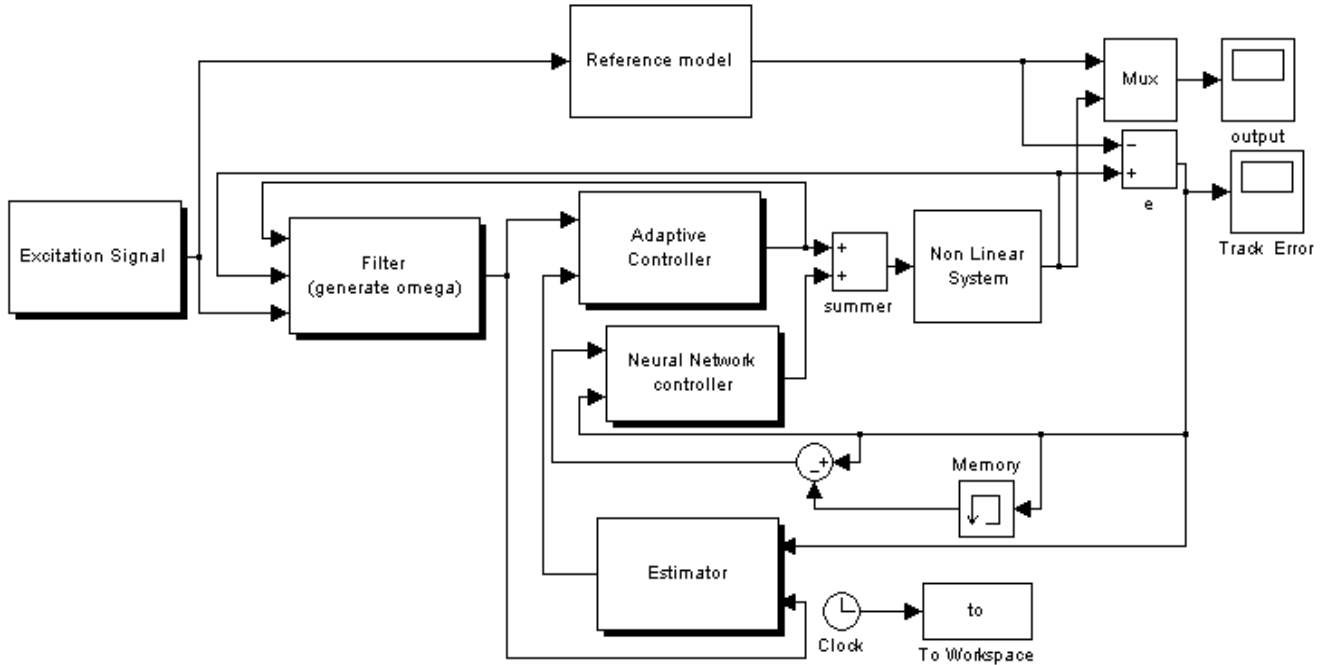 Reference model
Mux
output
−
+
e
Track Error
Excitation Signal
Filter
(generate omega)
Adaptive
Controller
+
+
summer
Non Linear
System
Neural Network
controller
+
−
Memory
Estimator
Clock
to
To Workspace